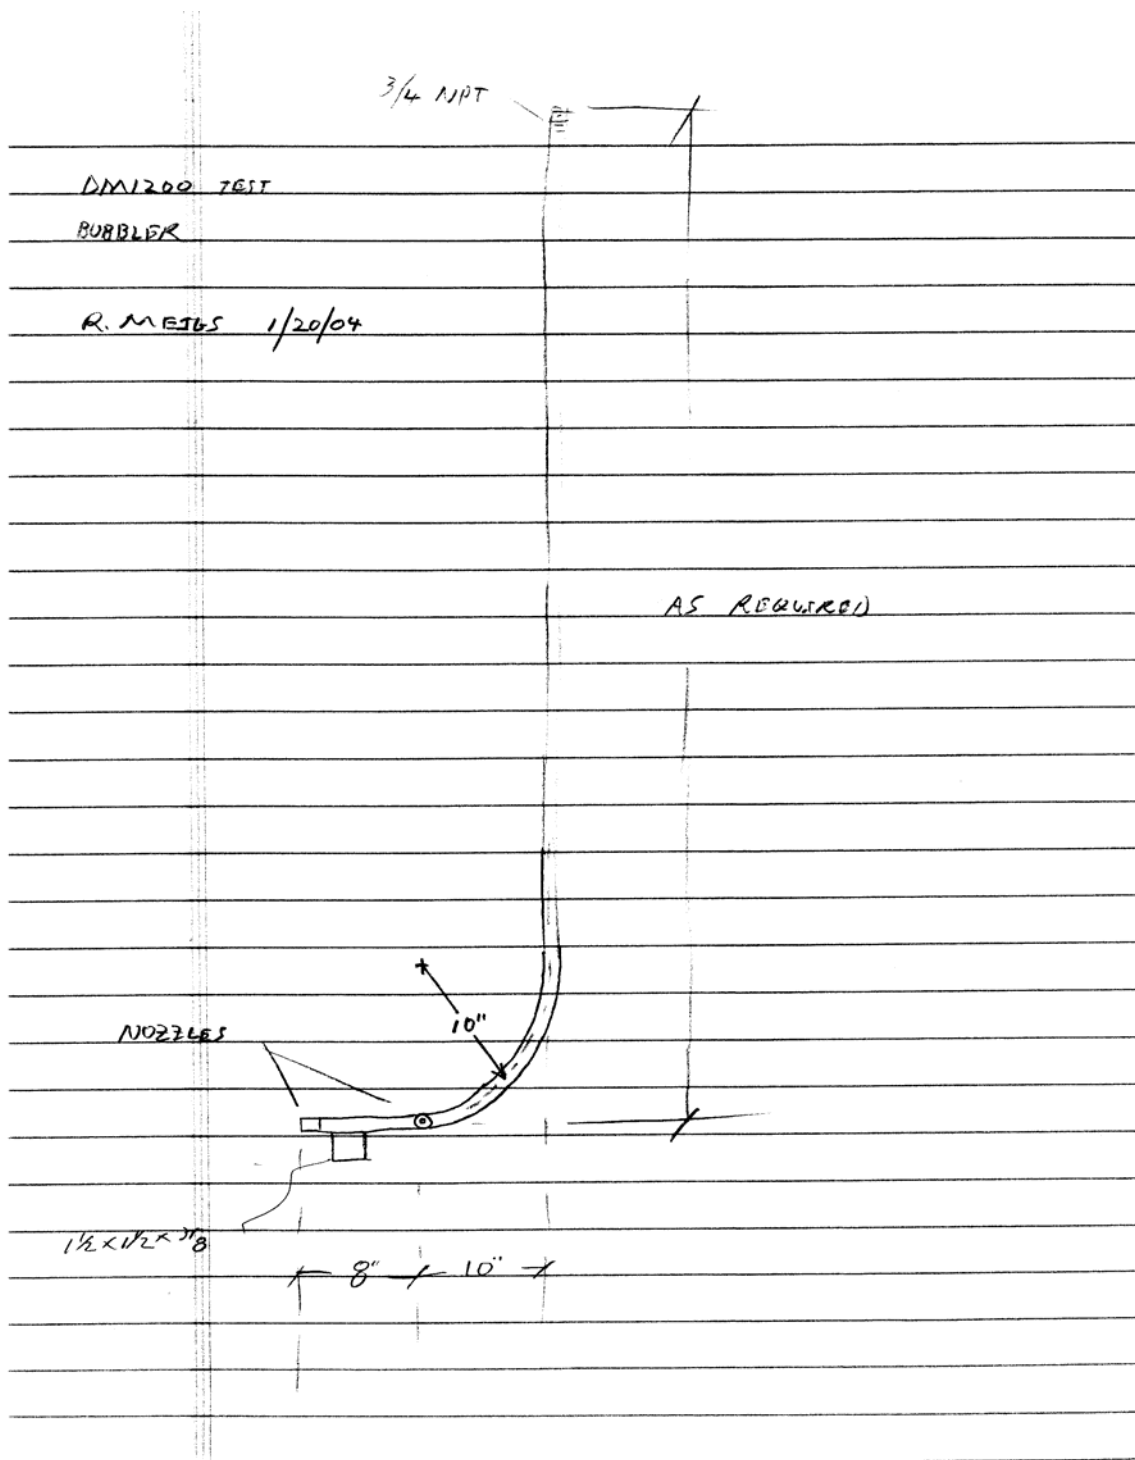 3/4 NPT
DM1200 TEST
BUBBLER
R. MEIGS 1/20/04
AS REQUIRED
10"
NOZZLES
1½ x 1½ x 3/8
8" 10"